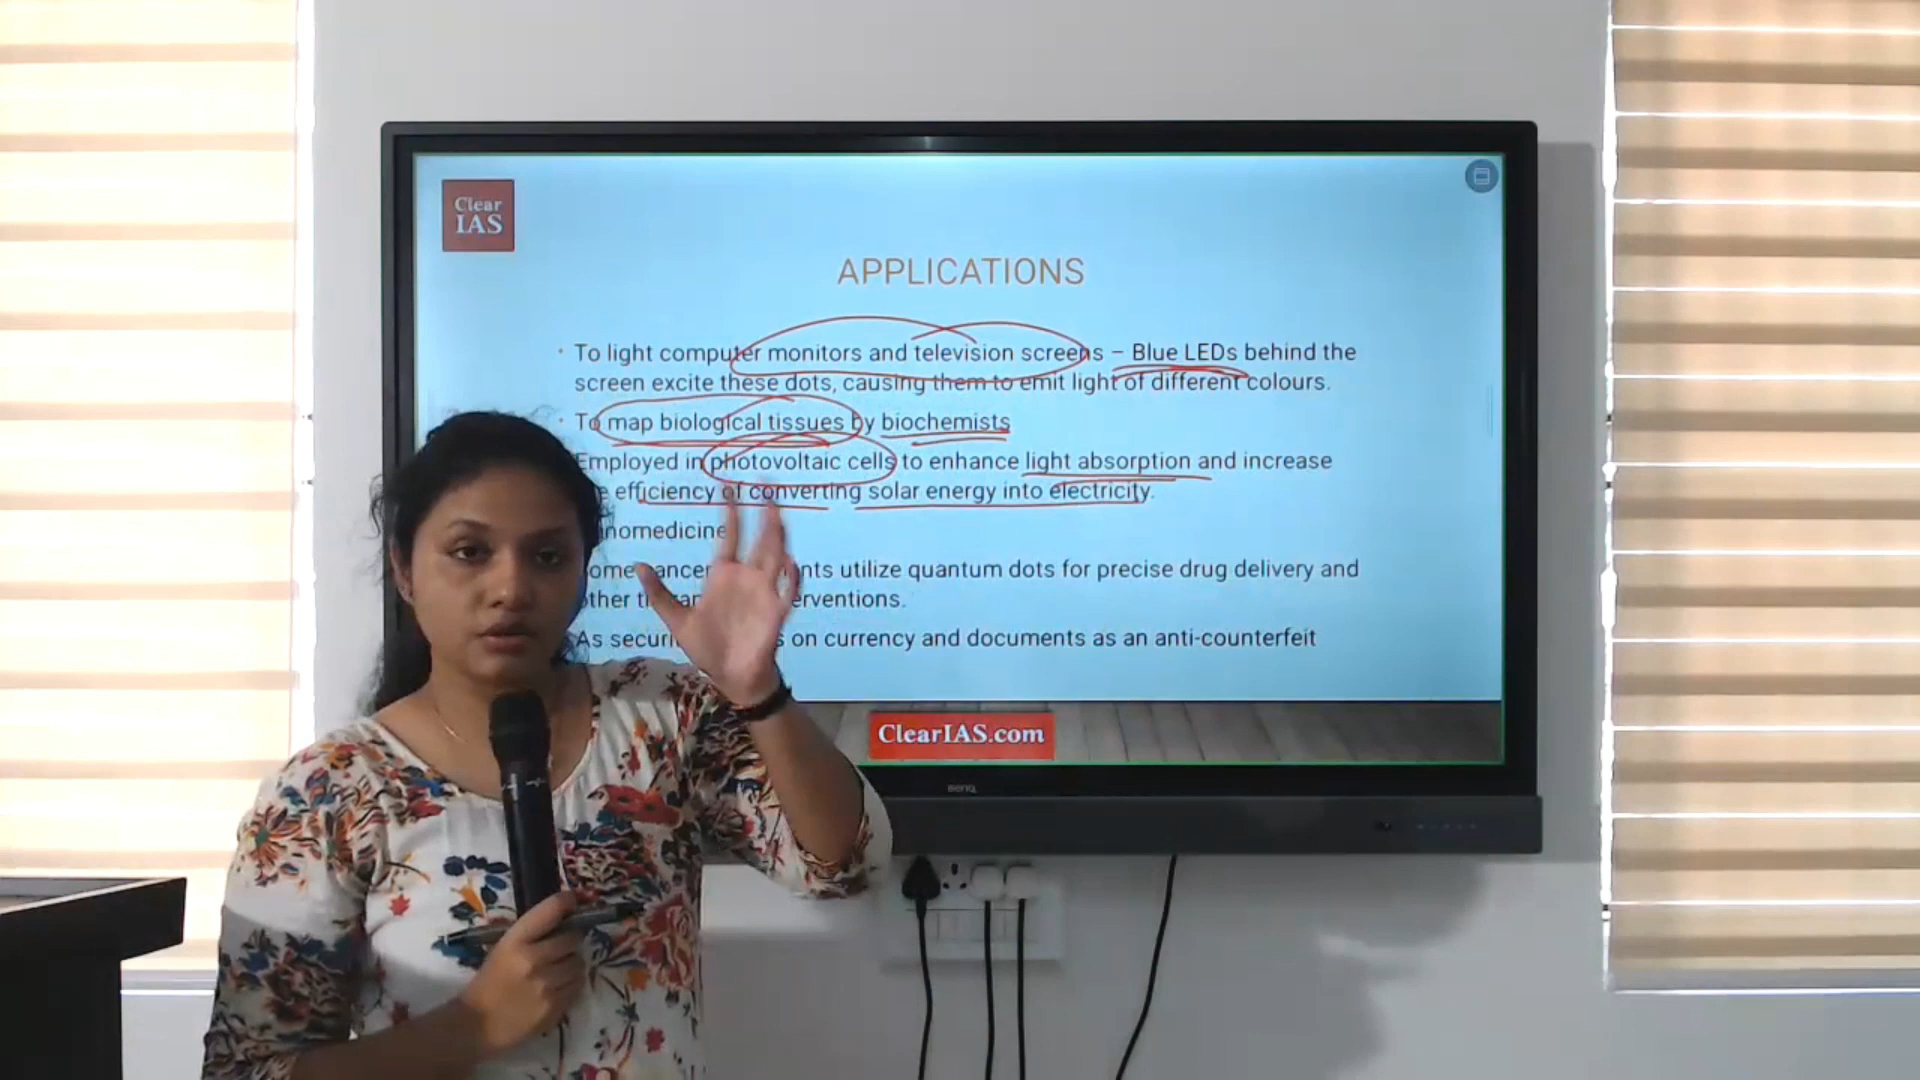 Clear
IAS
APPLICATIONS
To light computer monitors and television screens – Blue LEDs behind the
screen excite these dots, causing them to emit light of different colours.
To map biological tissues by biochemists
Employed in photovoltaic cells to enhance light absorption and increase
efficiency of converting solar energy into electricity.
nomedicine
utilize quantum dots for precise drug delivery and
As on currency and documents as an anti-counterfeit
ClearIAS.com
BenQ